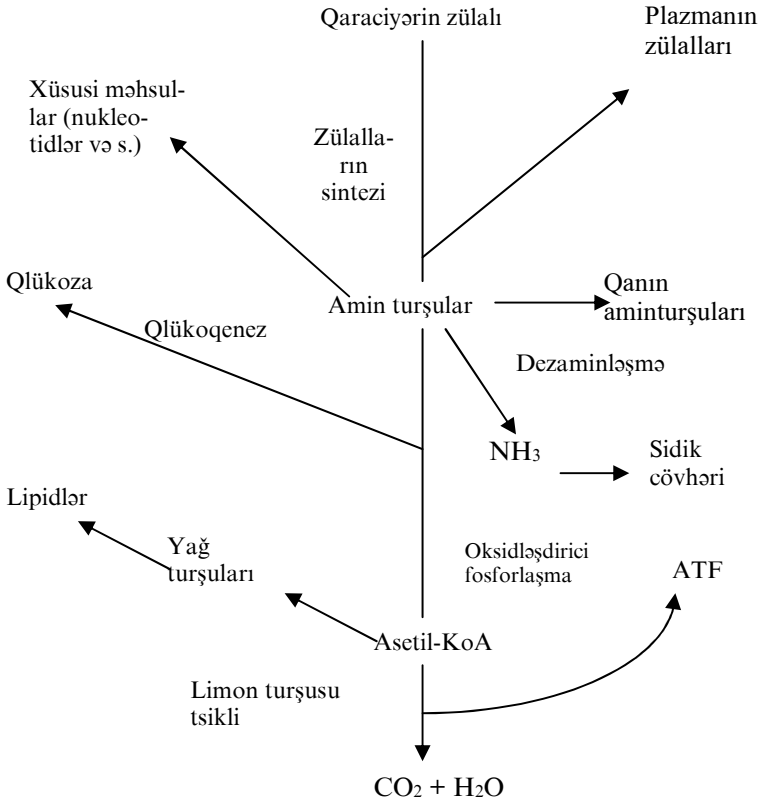 Qaraciyərin zülalı
Plazmanın
zülalları
Xüsusi məhsul-
lar (nukleo-
tidlər və s.)
Zülalla-
rın
sintezi
Qlükoza
Amin turşular
Qanın
aminturşuları
Qlükoqenez
Dezaminləşmə
NH₃
Sidik
cövhəri
Lipidlər
Yağ
turşuları
Oksidləşdirici
fosforlaşma
ATF
Asetil-KoA
Limon turşusu
tsikli
CO₂ + H₂O